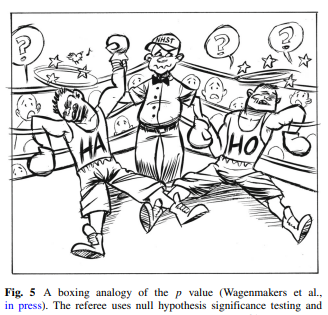 ?
NHST
?
?
HA
HO
Fig. 5 A boxing analogy of the p value (Wagenmakers et al.,
in press). The referee uses null hypothesis significance testing and